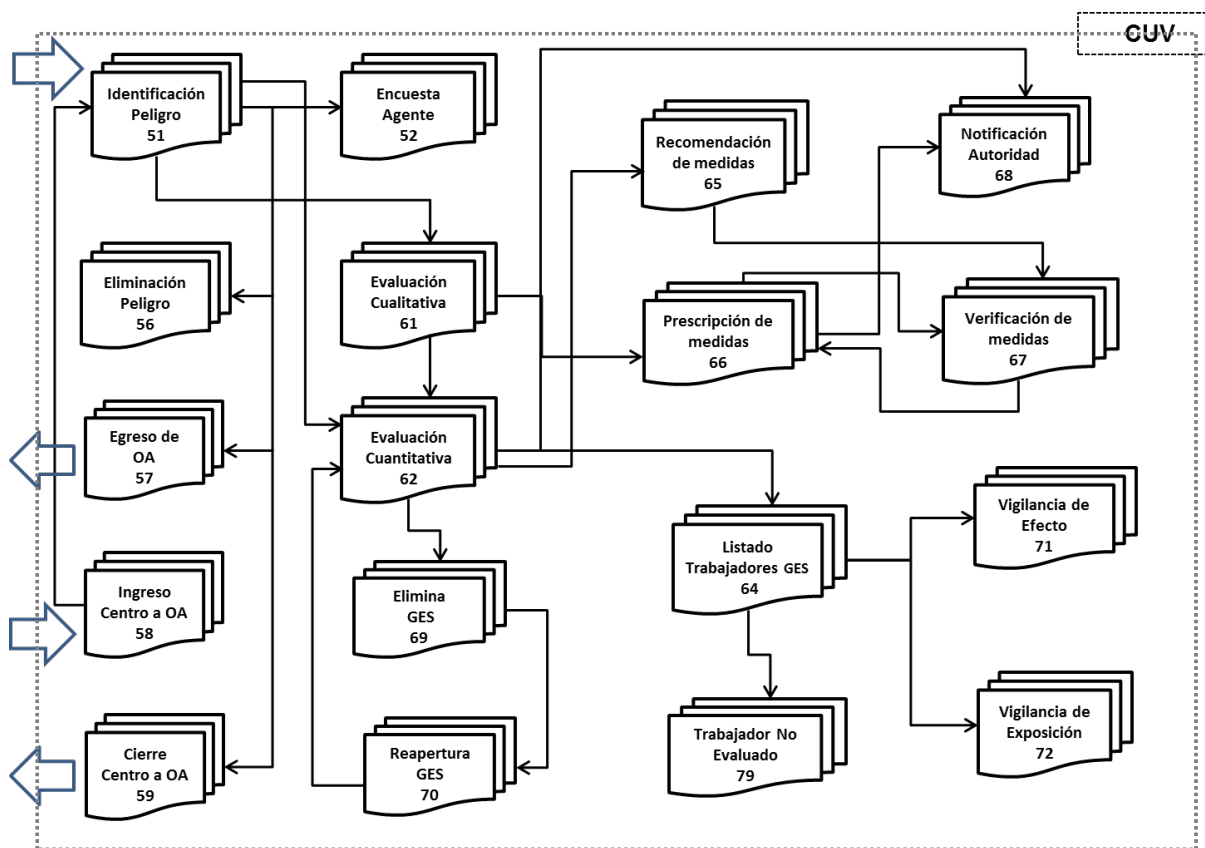 CUV
Identificación
Peligro
51
Encuesta
Agente
52
Recomendación
de medidas
65
Notificación
Autoridad
68
Eliminación
Peligro
56
Evaluación
Cualitativa
61
Prescripción de
medidas
66
Verificación de
medidas
67
Egreso de
OA
57
Evaluación
Cuantitativa
62
Vigilancia de
Efecto
71
Ingreso
Centro a OA
58
Elimina
GES
69
Listado
Trabajadores GES
64
Cierre
Centro a OA
59
Reapertura
GES
70
Trabajador No
Evaluado
79
Vigilancia de
Exposición
72